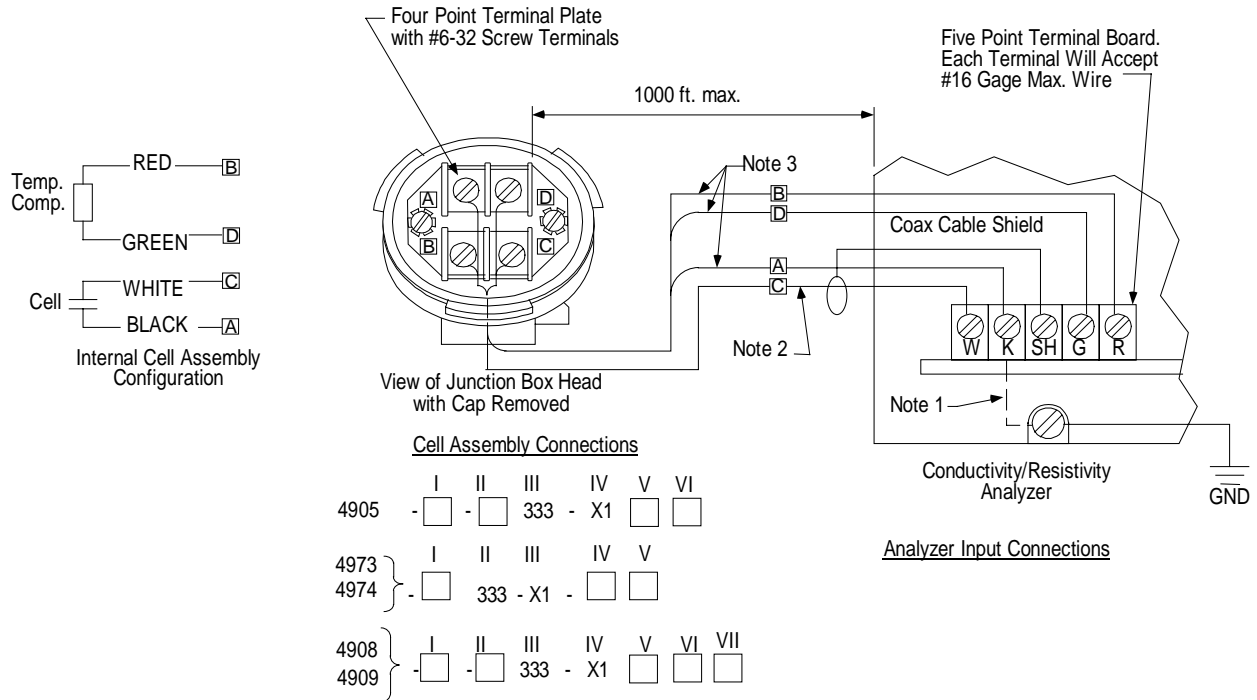 Four Point Terminal Plate
with #6-32 Screw Terminals
Five Point Terminal Board.
Each Terminal Will Accept
#16 Gage Max. Wire
1000 ft. max.
Temp.
Comp.
RED
B
GREEN
D
Cell
WHITE
C
BLACK
A
Internal Cell Assembly
Configuration
A
D
B
C
View of Junction Box Head
with Cap Removed
Note 3
B
D
Coax Cable Shield
A
C
Note 2
W K SH G R
Note 1
GND
Conductivity/Resistivity
Analyzer
Cell Assembly Connections
Analyzer Input Connections
I II III IV V VI
4905 - - 333 - X1
I II III IV V
4973
4974
- 333 - X1 -
I II III IV V VI VII
4908
4909
- - 333 - X1